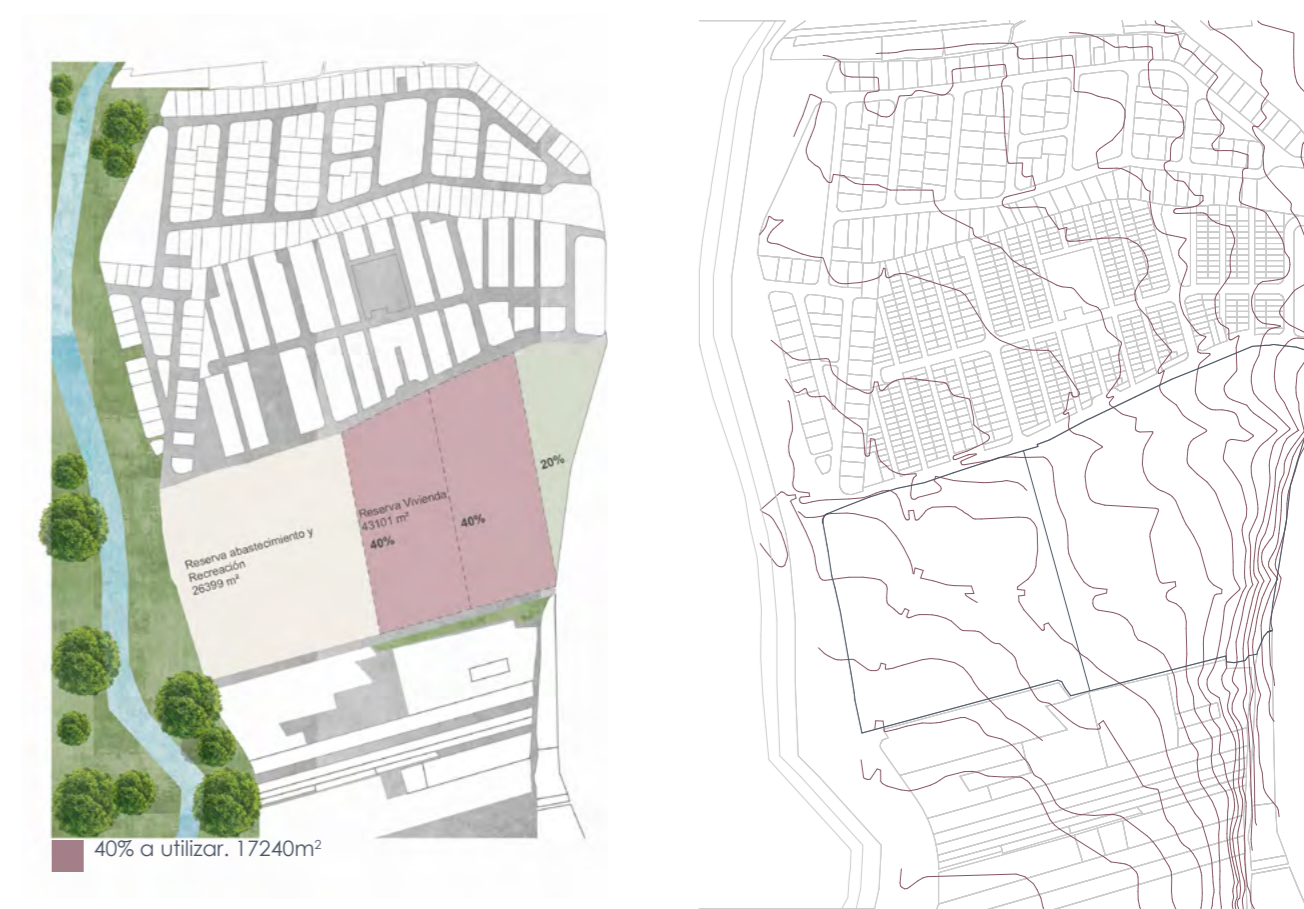 20%
Reserva Vivienda
43101 m²
40%
40%
Reserva abastecimiento y
Recreación
26399 m²
40% a utilizar. 17240m²